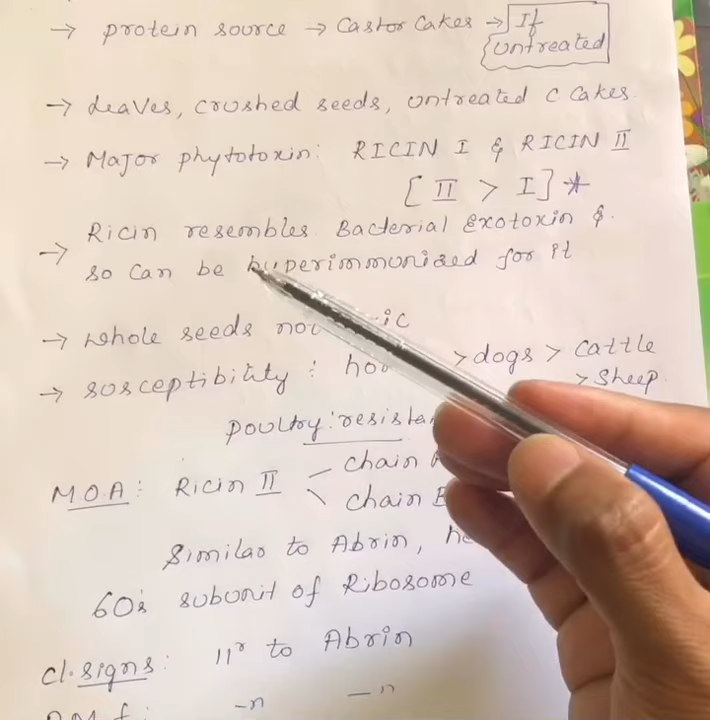 → protein source → Castor Cakes → If
untreated
→ Leaves, crushed seeds, untreated C Cakes.
→ Major phytotoxin: RICIN I & RICIN II
[ II > I ] *
→ Ricin resembles Bacterial Exotoxin &
so can be hyperimmunized for it
→ whole seeds
→ susceptibility : > dogs > cattle
> Sheep.
poultry:
M.O.A : Ricin II chain
chain B
Similar to Abrin,
60s subunit of Ribosome
cl. signs : 11r to Abrin
-n -n